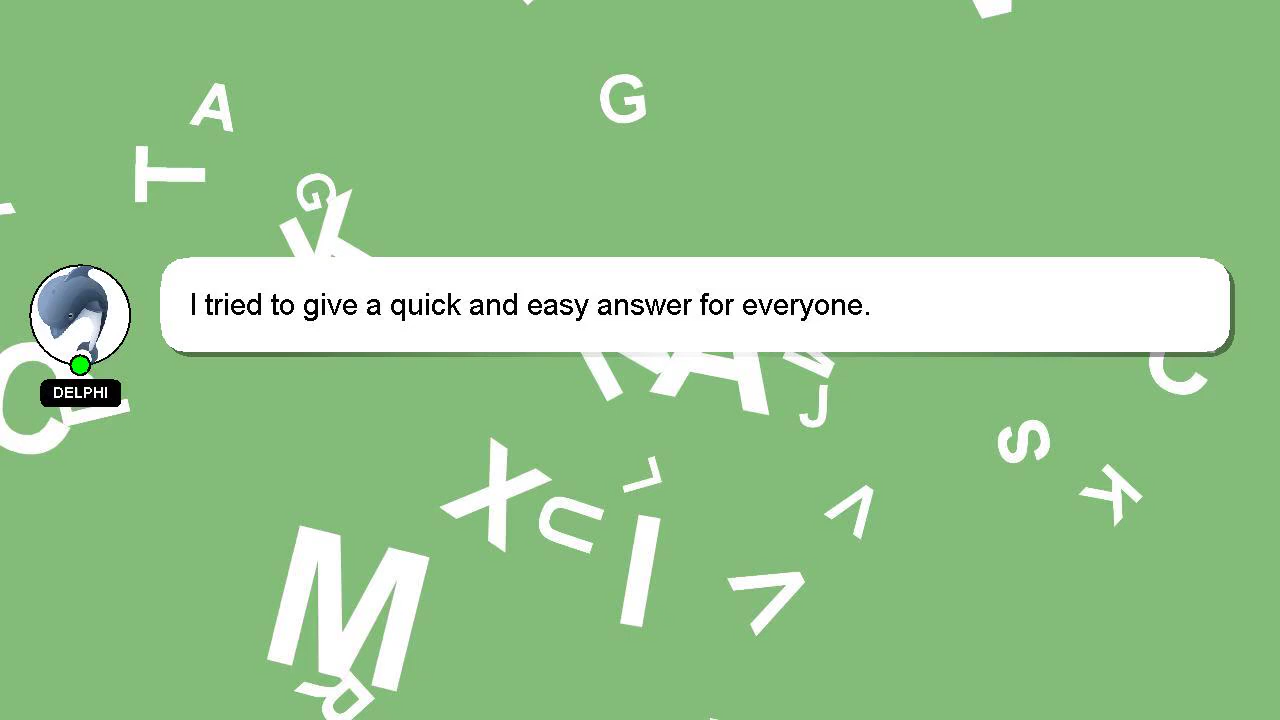 A
G
T
G
K
I tried to give a quick and easy answer for everyone.
DELPHI
C
A
J
C
S
K
X
L
U
I
V
V
M
R